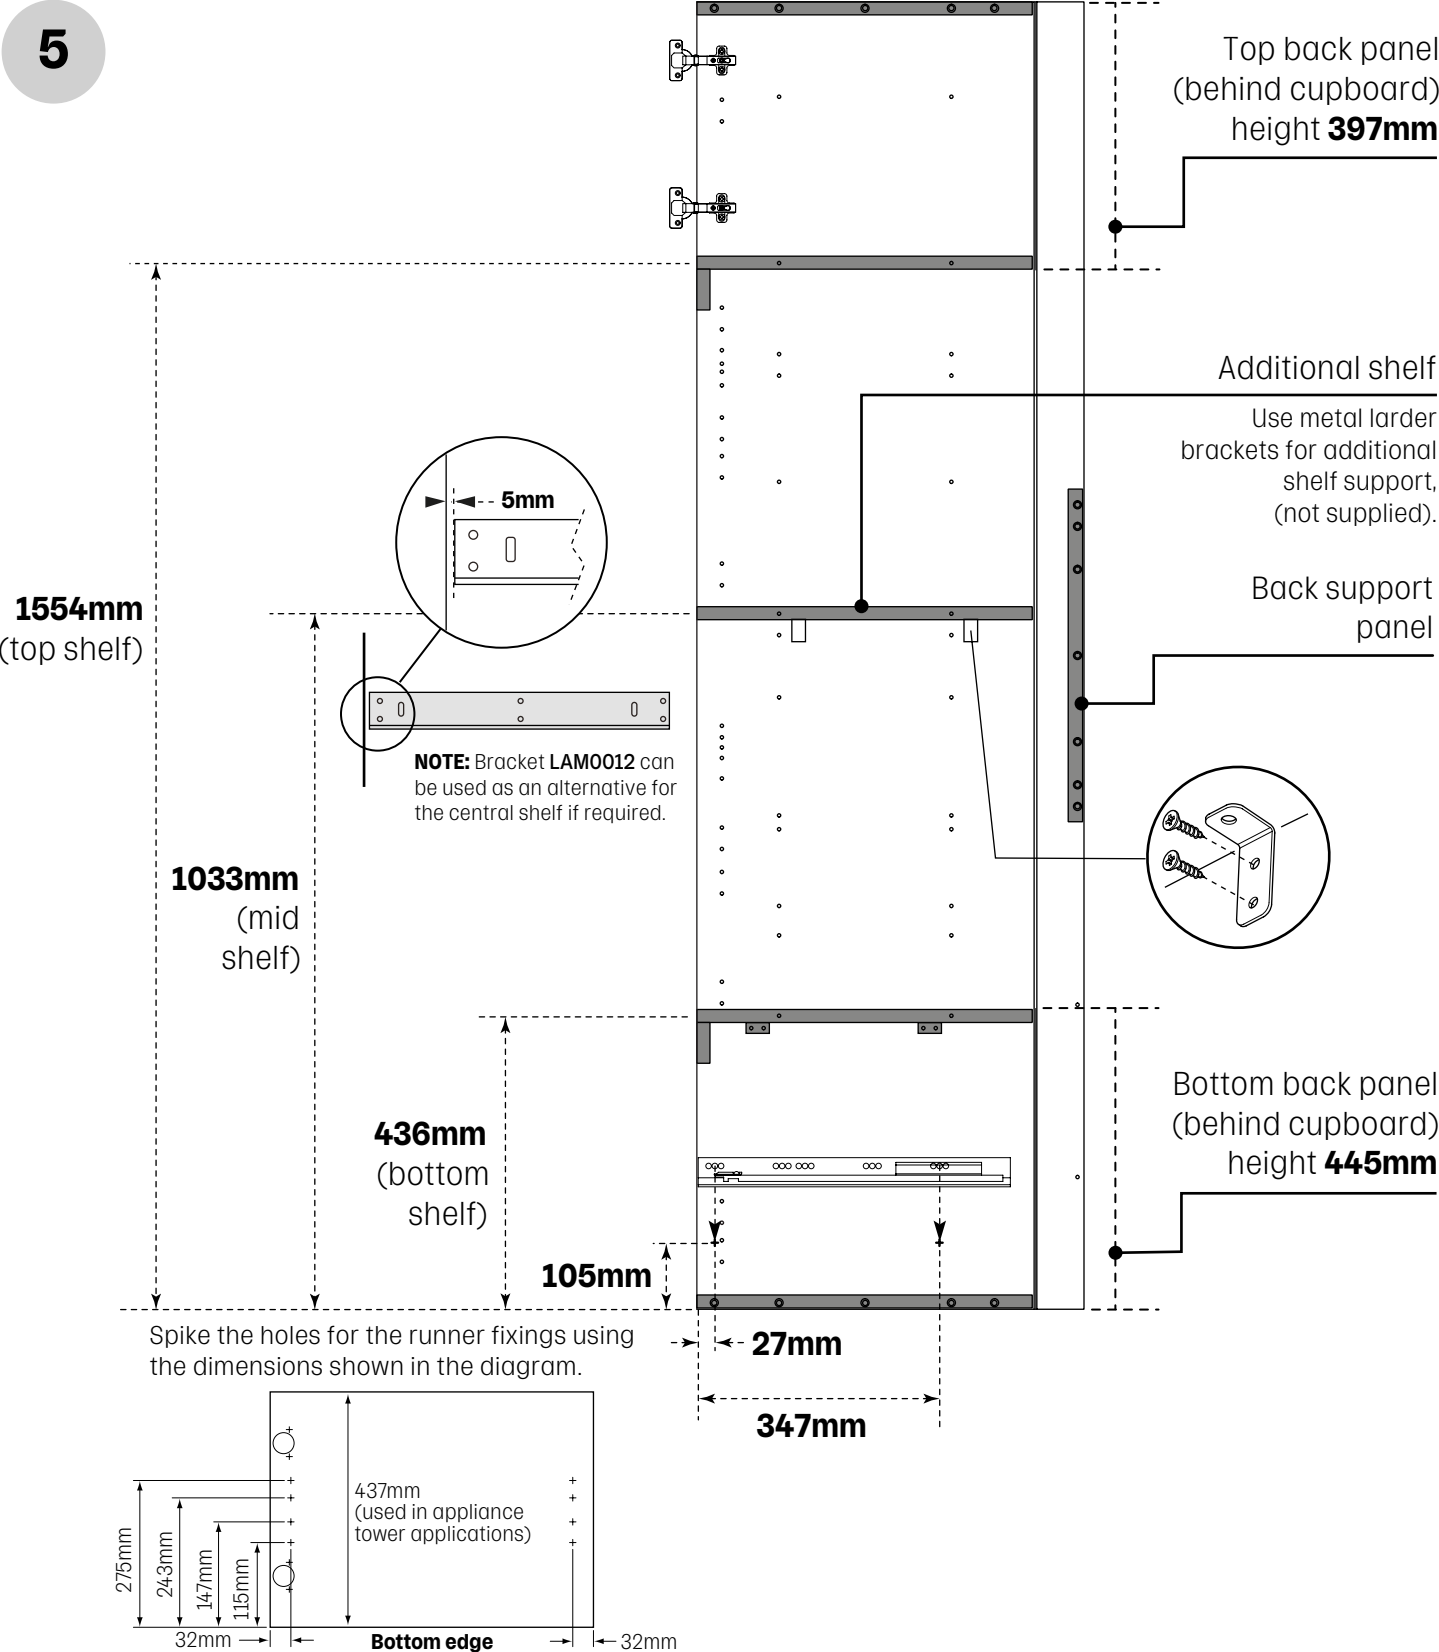 5
Top back panel
(behind cupboard)
height 397mm
Additional shelf
Use metal larder
brackets for additional
shelf support,
(not supplied).
5mm
Back support
panel
1554mm
(top shelf)
NOTE: Bracket LAM0012 can
be used as an alternative for
the central shelf if required.
1033mm
(mid
shelf)
Bottom back panel
(behind cupboard)
height 445mm
436mm
(bottom
shelf)
105mm
27mm
347mm
Spike the holes for the runner fixings using
the dimensions shown in the diagram.
437mm
(used in appliance
tower applications)
275mm
243mm
147mm
115mm
32mm
Bottom edge
32mm